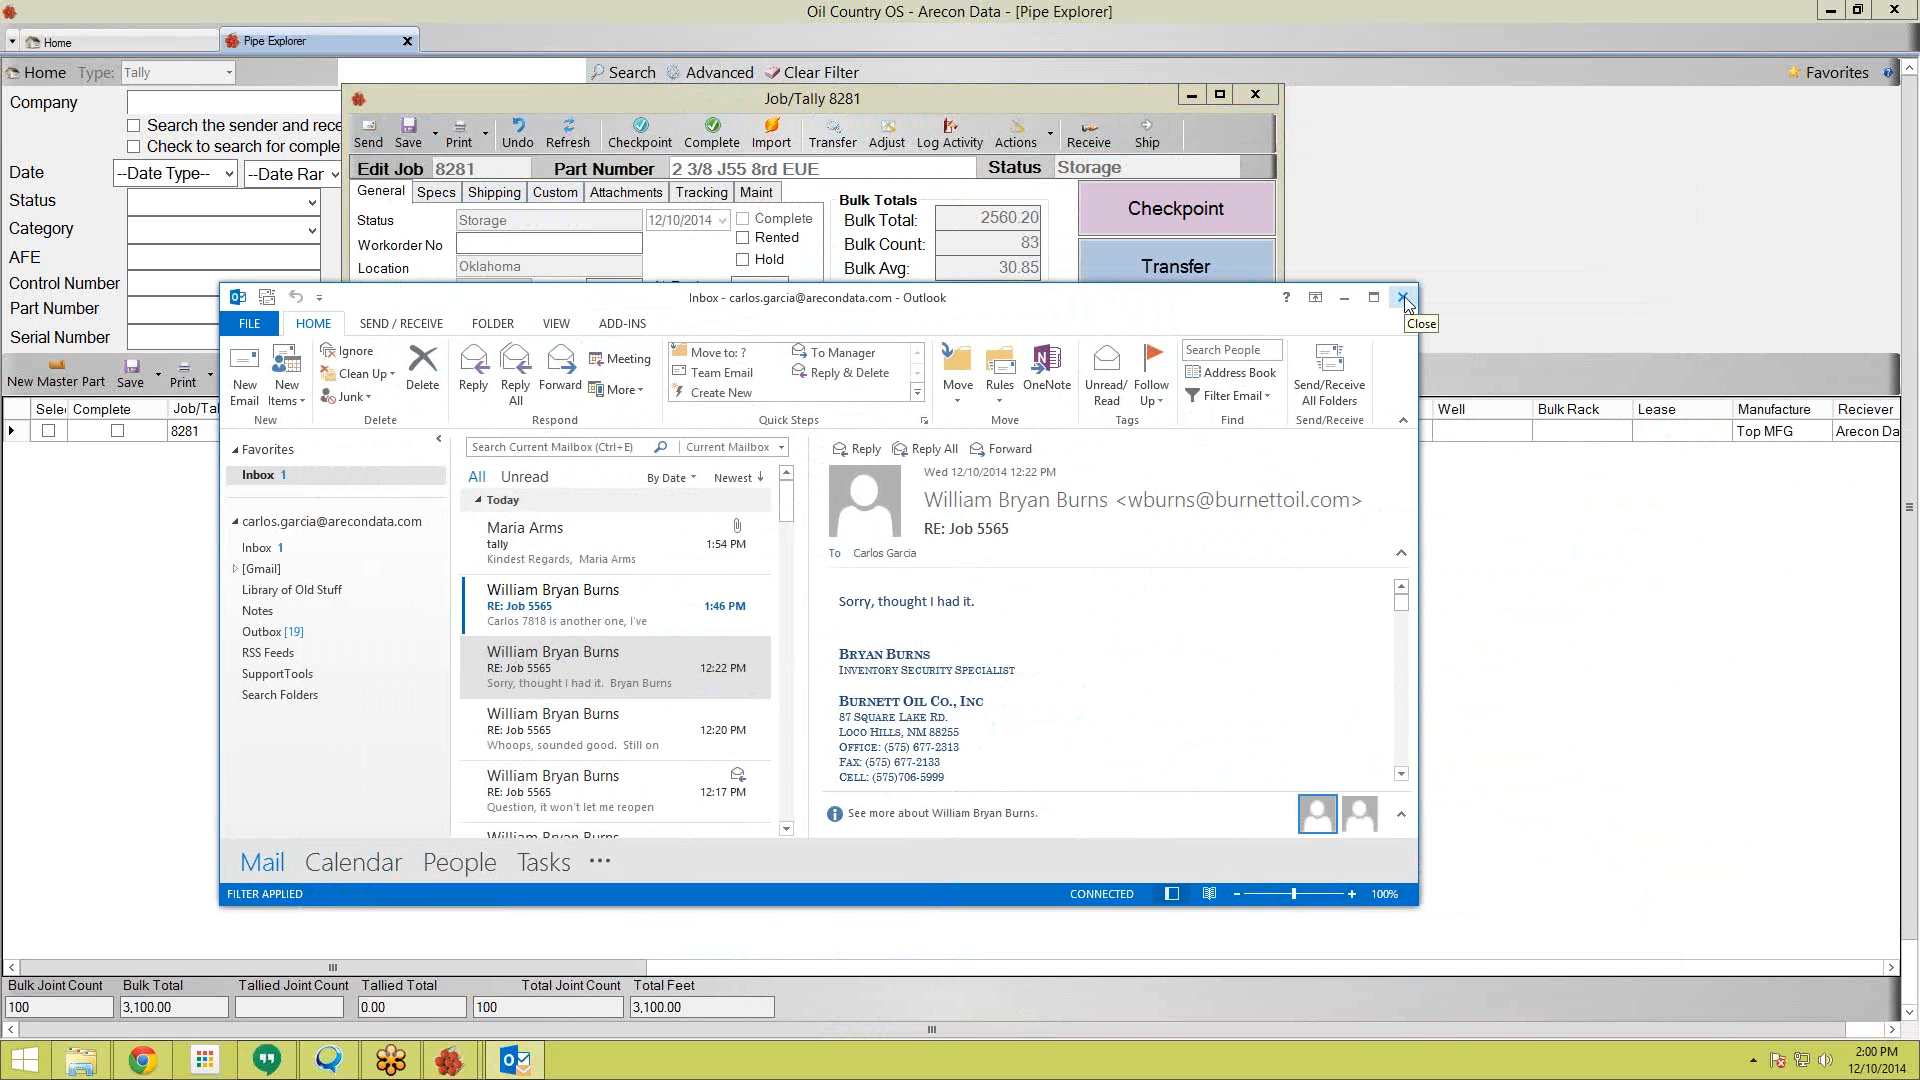 Oil Country OS - Arecon Data - [Pipe Explorer]
Home
Pipe Explorer
Home Type: Tally
Search Advanced Clear Filter
Favorites
Company
Search the sender and rece
Check to search for comple
Date --Date Type-- --Date Rar
Status
Category
AFE
Control Number
Part Number
Serial Number
New Master Part Save Print
Job/Tally 8281
Send Save Print Undo Refresh Checkpoint Complete Import Transfer Adjust Log Activity Actions Receive Ship
Edit Job 8281 Part Number 2 3/8 J55 8rd EUE Status Storage
General Specs Shipping Custom Attachments Tracking Maint
Status Storage 12/10/2014 Complete
Workorder No Rented
Location Oklahoma Hold
Bulk Totals
Bulk Total: 2560.20
Bulk Count: 83
Bulk Avg: 30.85
Checkpoint
Transfer
Inbox - carlos.garcia@arecondata.com - Outlook
?
Close
FILE HOME SEND / RECEIVE FOLDER VIEW ADD-INS
New Email
New Items
New
Ignore
Clean Up
Junk
Delete
Delete
Reply
Reply All
Forward
Meeting
More
Respond
Move to: ?
Team Email
Create New
To Manager
Reply & Delete
Quick Steps
Move
Rules
OneNote
Move
Unread/ Read
Follow Up
Tags
Search People
Address Book
Filter Email
Find
Send/Receive All Folders
Send/Receive
Favorites
Inbox 1
carlos.garcia@arecondata.com
Inbox 1
[Gmail]
Library of Old Stuff
Notes
Outbox [19]
RSS Feeds
SupportTools
Search Folders
Search Current Mailbox (Ctrl+E) Current Mailbox
All Unread By Date Newest
Today
Maria Arms
tally 1:54 PM
Kindest Regards, Maria Arms
William Bryan Burns
RE: Job 5565 1:46 PM
Carlos 7818 is another one, I've
William Bryan Burns
RE: Job 5565 12:22 PM
Sorry, thought I had it. Bryan Burns
William Bryan Burns
RE: Job 5565 12:20 PM
Whoops, sounded good. Still on
William Bryan Burns
RE: Job 5565 12:17 PM
Question, it won't let me reopen
William Bryan Burns
Reply Reply All Forward
Wed 12/10/2014 12:22 PM
William Bryan Burns <wburns@burnettoil.com>
RE: Job 5565
To Carlos Garcia
Sorry, thought I had it.
BRYAN BURNS
INVENTORY SECURITY SPECIALIST
BURNETT OIL CO., INC
87 SQUARE LAKE RD.
LOCO HILLS, NM 88255
OFFICE: (575) 677-2313
FAX: (575) 677-2133
CELL: (575)706-5999
See more about William Bryan Burns.
Mail Calendar People Tasks
FILTER APPLIED CONNECTED 100%
Selec Complete Job/Tal Well Bulk Rack Lease Manufacture Reciever
8281 Top MFG Arecon Da
Bulk Joint Count Bulk Total Tallied Joint Count Tallied Total Total Joint Count Total Feet
100 3,100.00 0.00 100 3,100.00
2:00 PM
12/10/2014